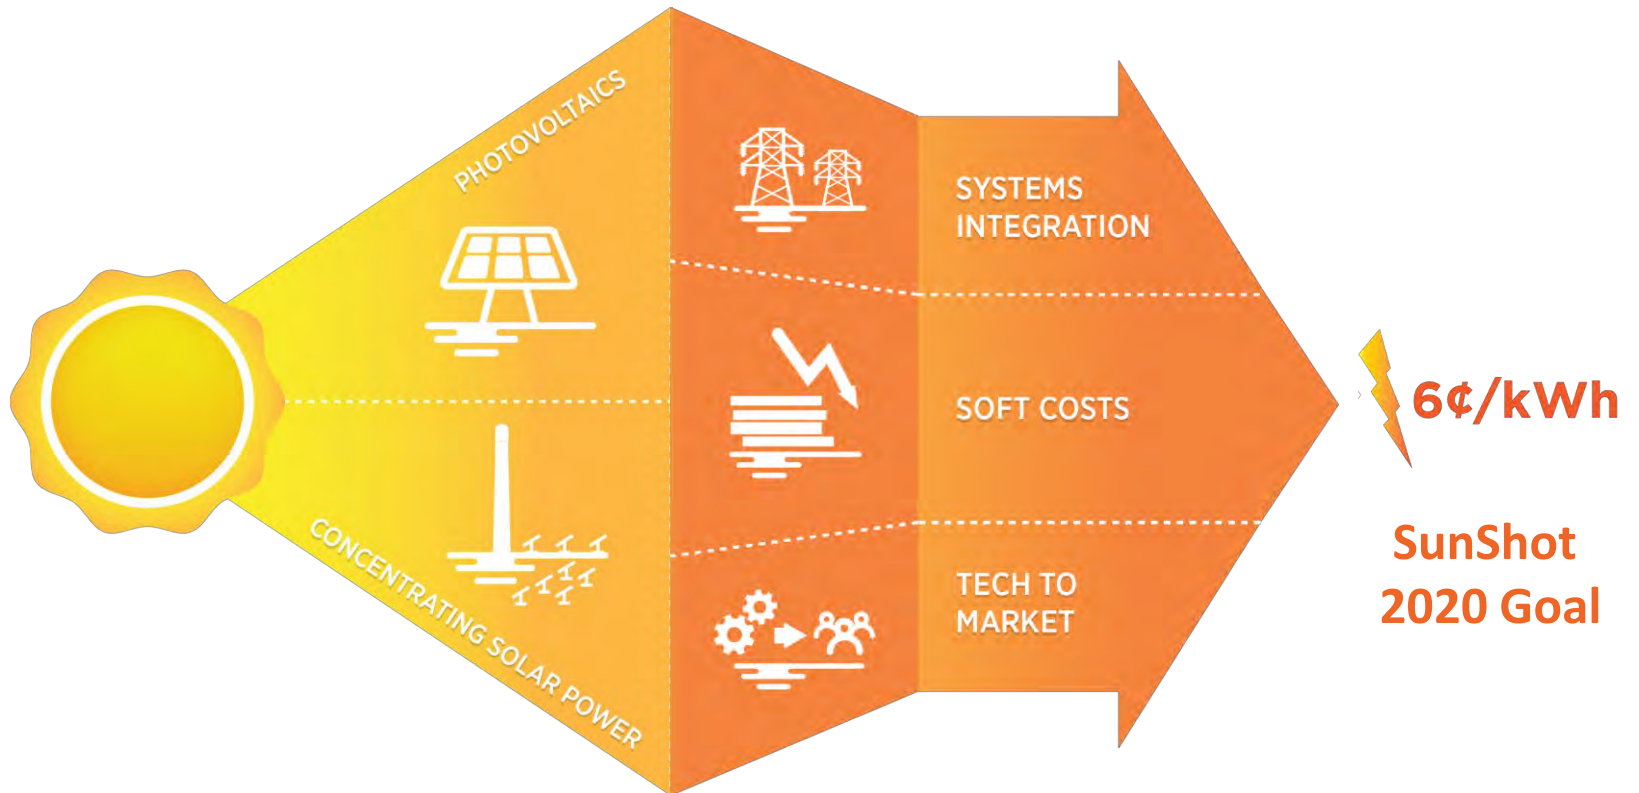 PHOTOVOLTAICS
CONCENTRATING SOLAR POWER
SYSTEMS
INTEGRATION
SOFT COSTS
TECH TO
MARKET
6¢/kWh
SunShot
2020 Goal